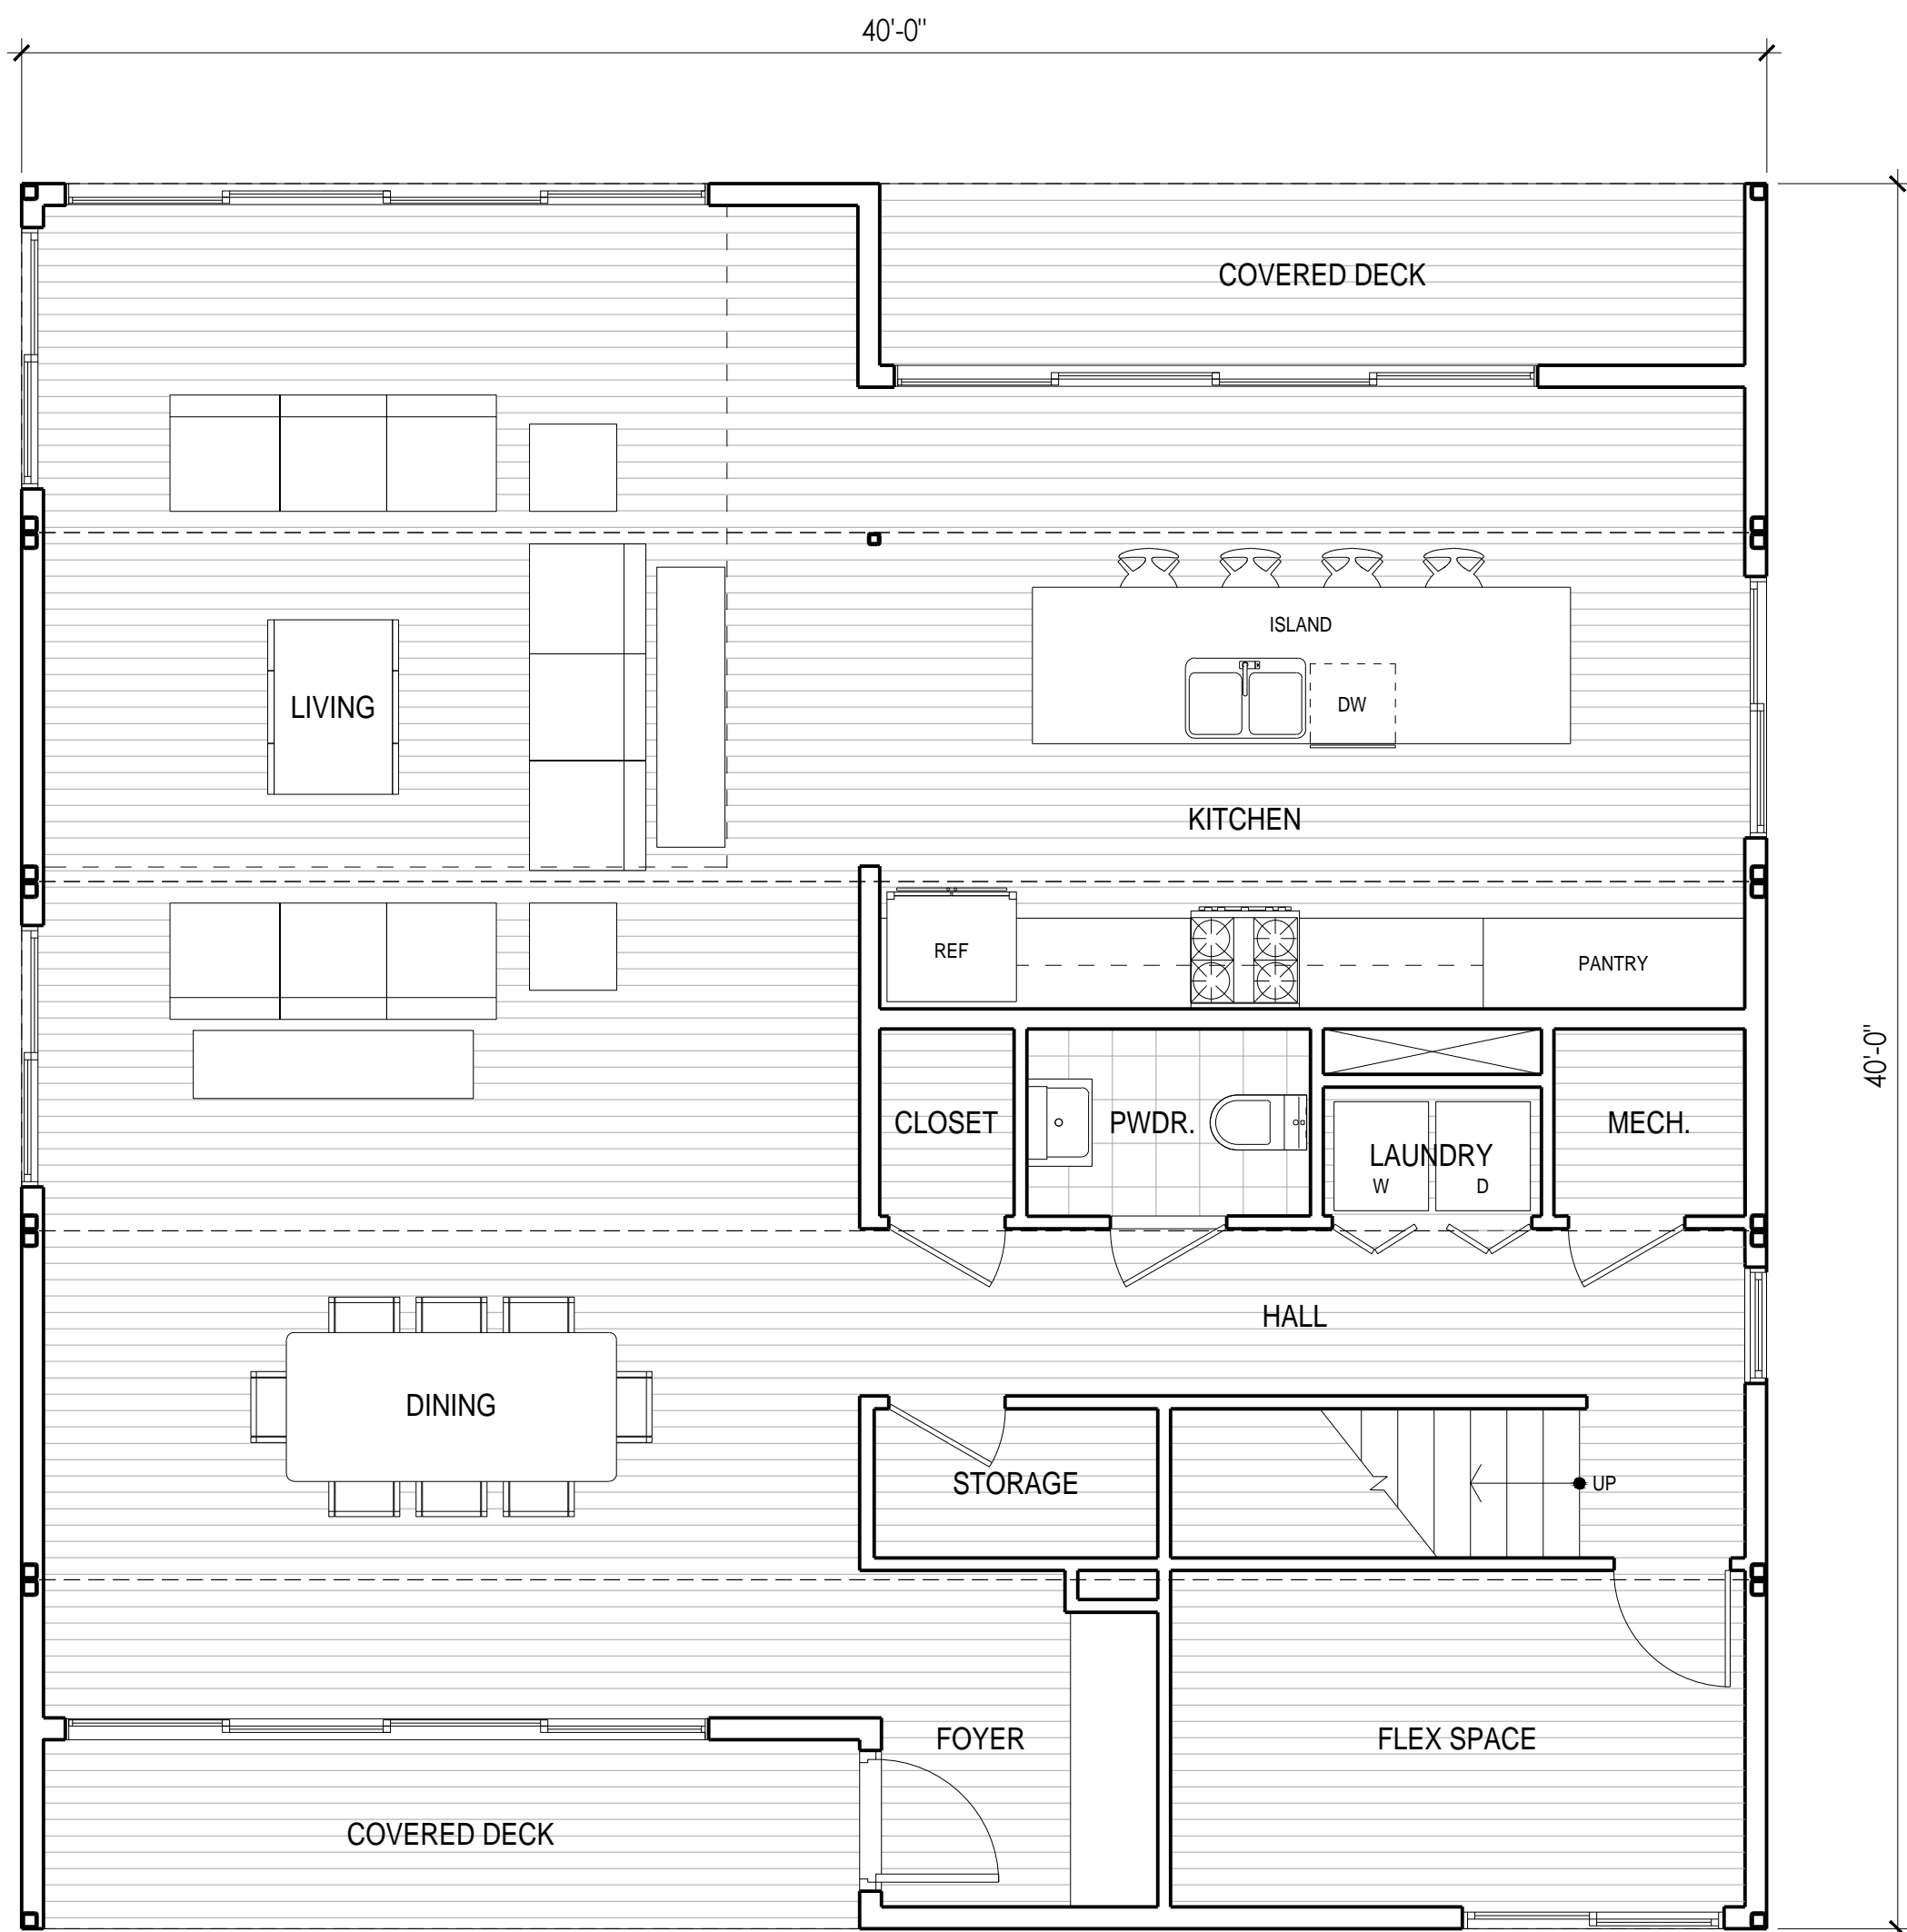 40'-0"
COVERED DECK
ISLAND
LIVING
DW
KITCHEN
REF
PANTRY
40'-0"
CLOSET
PWDR.
LAUNDRY
MECH.
W
D
HALL
DINING
STORAGE
UP
FOYER
FLEX SPACE
COVERED DECK